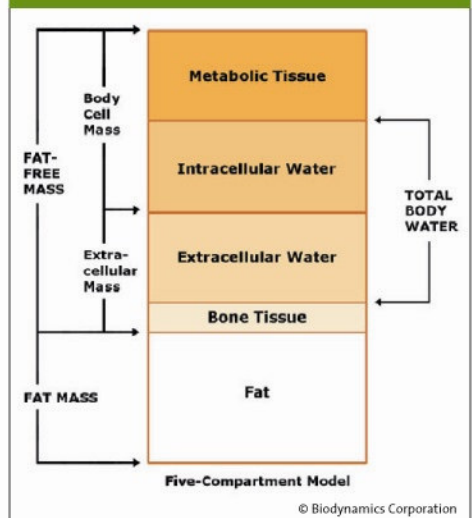 Metabolic Tissue
Body
Cell
Mass
FAT-
FREE
MASS
Intracellular Water
TOTAL
BODY
WATER
Extra-
cellular
Mass
Extracellular Water
Bone Tissue
FAT MASS
Fat
Five-Compartment Model
© Biodynamics Corporation